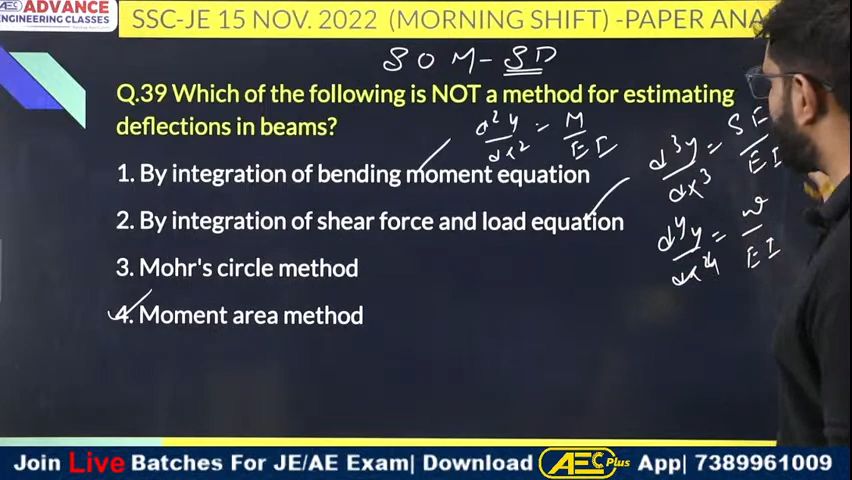 AEC ADVANCE
ENGINEERING CLASSES
SSC-JE 15 NOV. 2022 (MORNING SHIFT) -PAPER ANA
SOM-SD
Q.39 Which of the following is NOT a method for estimating
deflections in beams?
d²y/dx² = M/EI
1. By integration of bending moment equation
d³y/dx³ = SF/EI
2. By integration of shear force and load equation
d⁴y/dx⁴ = w/EI
3. Mohr's circle method
4. Moment area method
Join Live Batches For JE/AE Exam| Download AEC Plus App| 7389961009